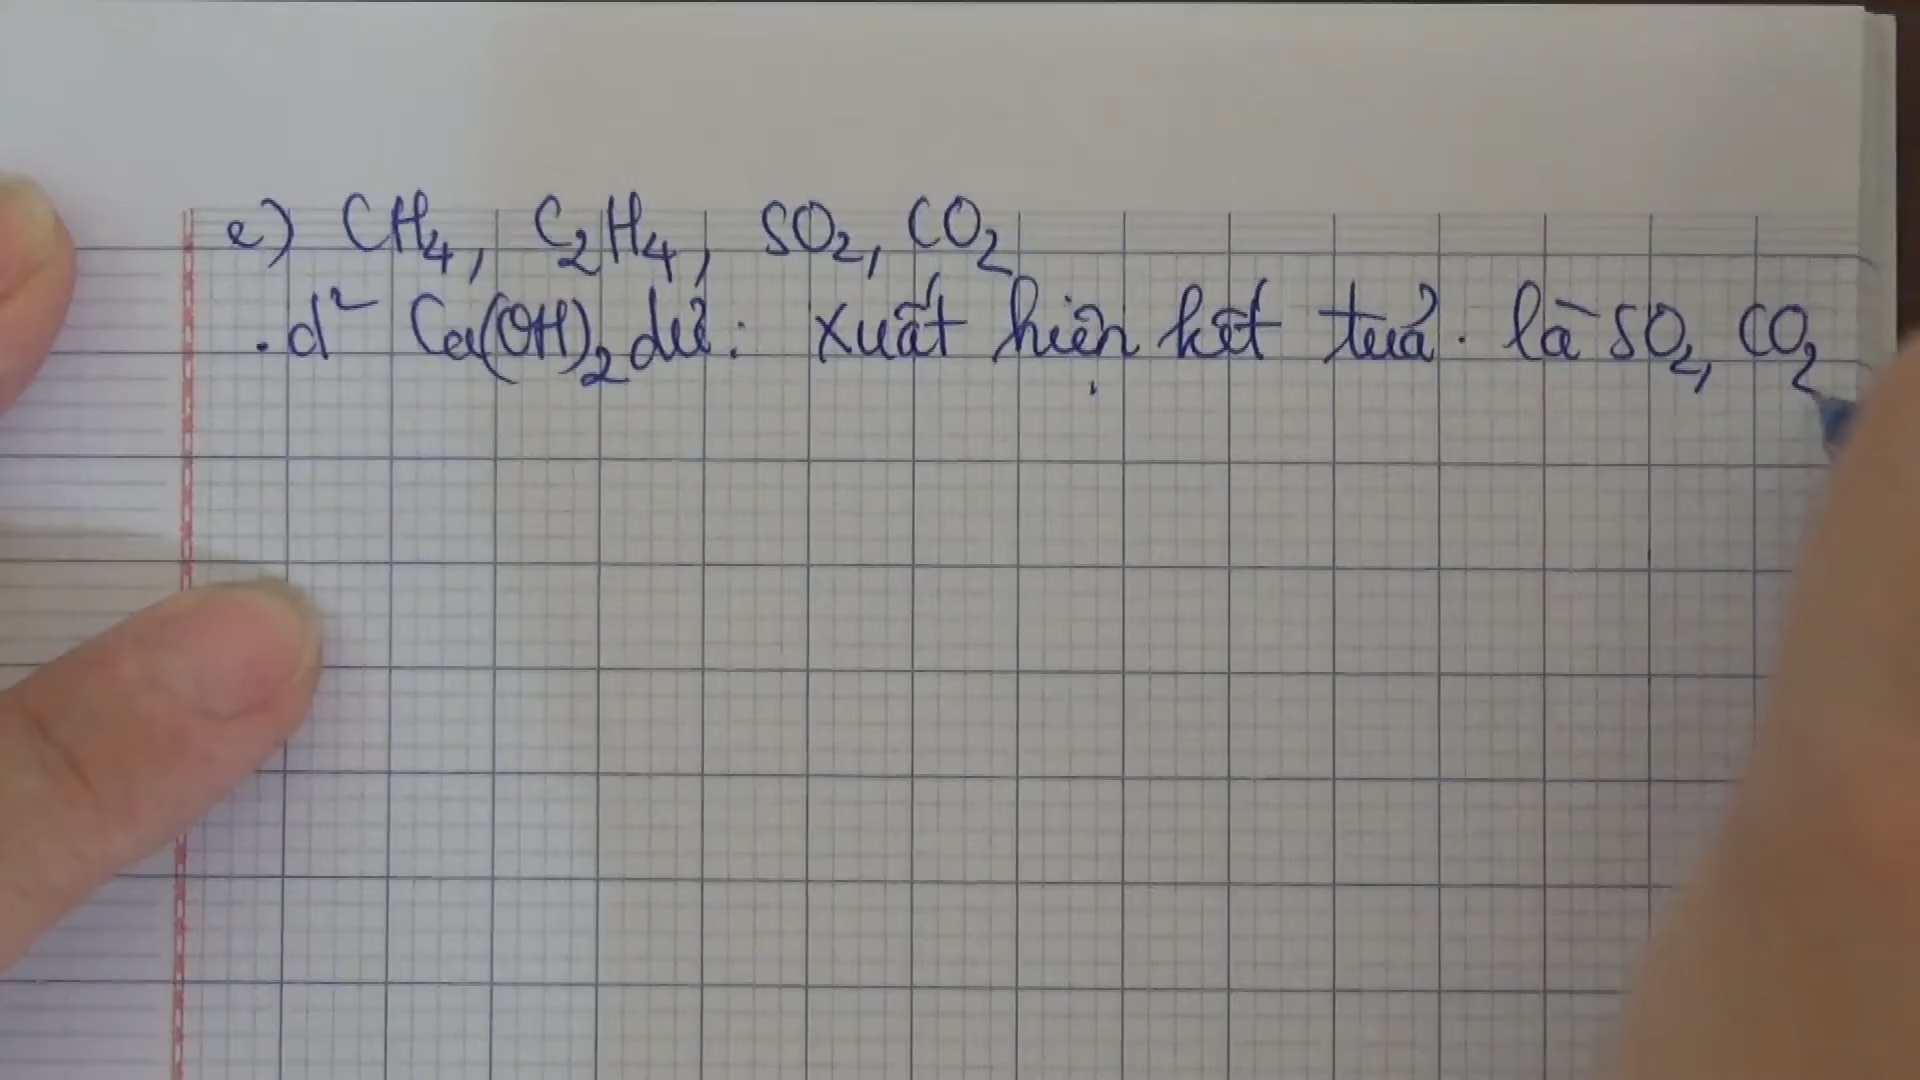 e) CH₄, C₂H₄, SO₂, CO₂
. d² Ca(OH)₂ dư: xuất hiện kết tủa. là SO₂, CO₂